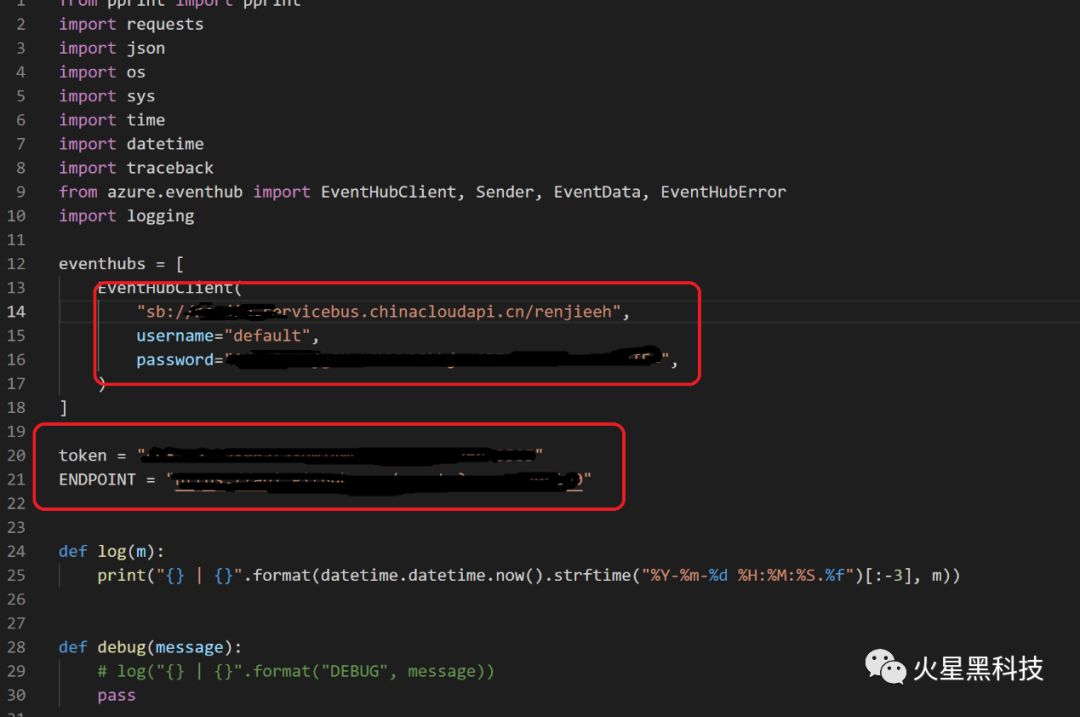 1 from pprint import pprint
2 import requests
3 import json
4 import os
5 import sys
6 import time
7 import datetime
8 import traceback
9 from azure.eventhub import EventHubClient, Sender, EventData, EventHubError
10 import logging
11
12 eventhubs = [
13 EventHubClient(
14 "sb:// servicebus.chinacloudapi.cn/renjieeh",
15 username="default",
16 password=" ",
17 )
18 ]
19
20 token = " "
21 ENDPOINT = " "
22
23
24 def log(m):
25 print("{} | {}".format(datetime.datetime.now().strftime("%Y-%m-%d %H:%M:%S.%f")[:-3], m))
26
27
28 def debug(message):
29 # log("{} | {}".format("DEBUG", message))
30 pass
火星黑科技